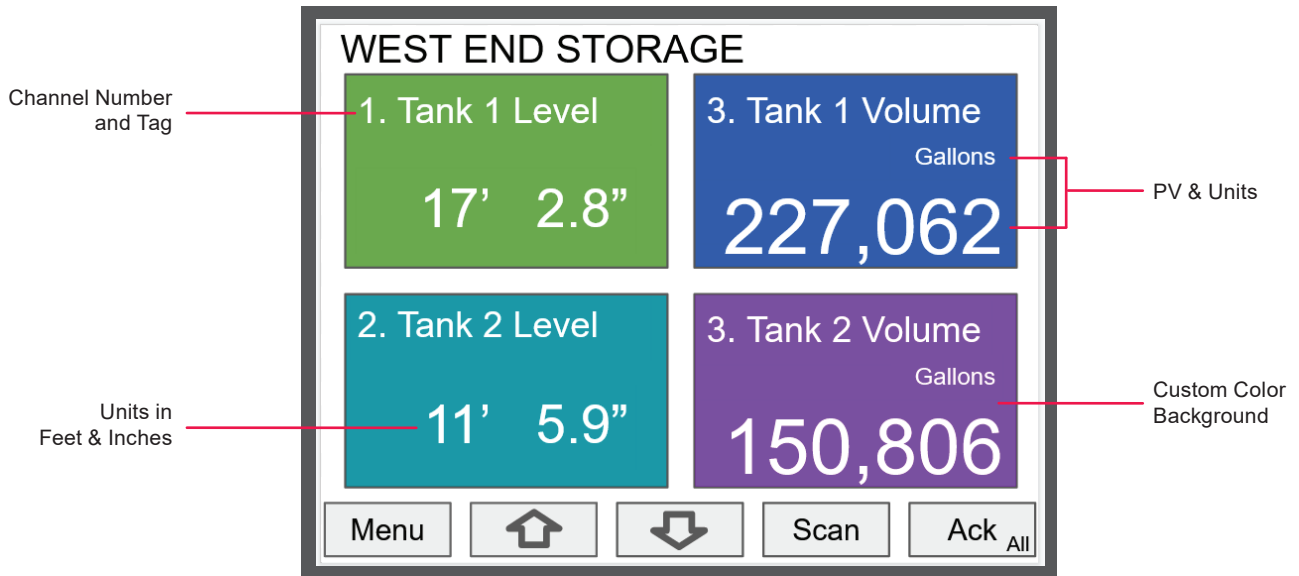 WEST END STORAGE
Channel Number
and Tag
1. Tank 1 Level
17’ 2.8”
3. Tank 1 Volume
Gallons
227,062
PV & Units
2. Tank 2 Level
11’ 5.9”
Units in
Feet & Inches
3. Tank 2 Volume
Gallons
150,806
Custom Color
Background
Menu
Scan
Ack All